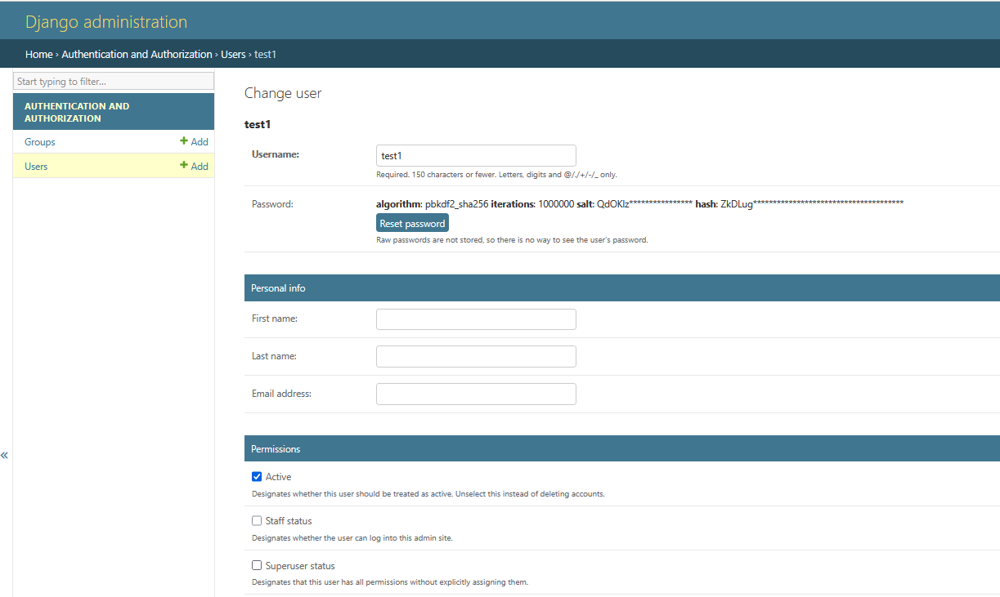 Django administration
Home › Authentication and Authorization › Users › test1
Start typing to filter...
AUTHENTICATION AND
AUTHORIZATION
Groups + Add
Users + Add
«
Change user
test1
Username: test1
Required. 150 characters or fewer. Letters, digits and @/./+/-/_ only.
Password: algorithm: pbkdf2_sha256 iterations: 1000000 salt: QdOKlz**************** hash: ZkDLug**************************************
Reset password
Raw passwords are not stored, so there is no way to see the user's password.
Personal info
First name:
Last name:
Email address:
Permissions
Active
Designates whether this user should be treated as active. Unselect this instead of deleting accounts.
Staff status
Designates whether the user can log into this admin site.
Superuser status
Designates that this user has all permissions without explicitly assigning them.